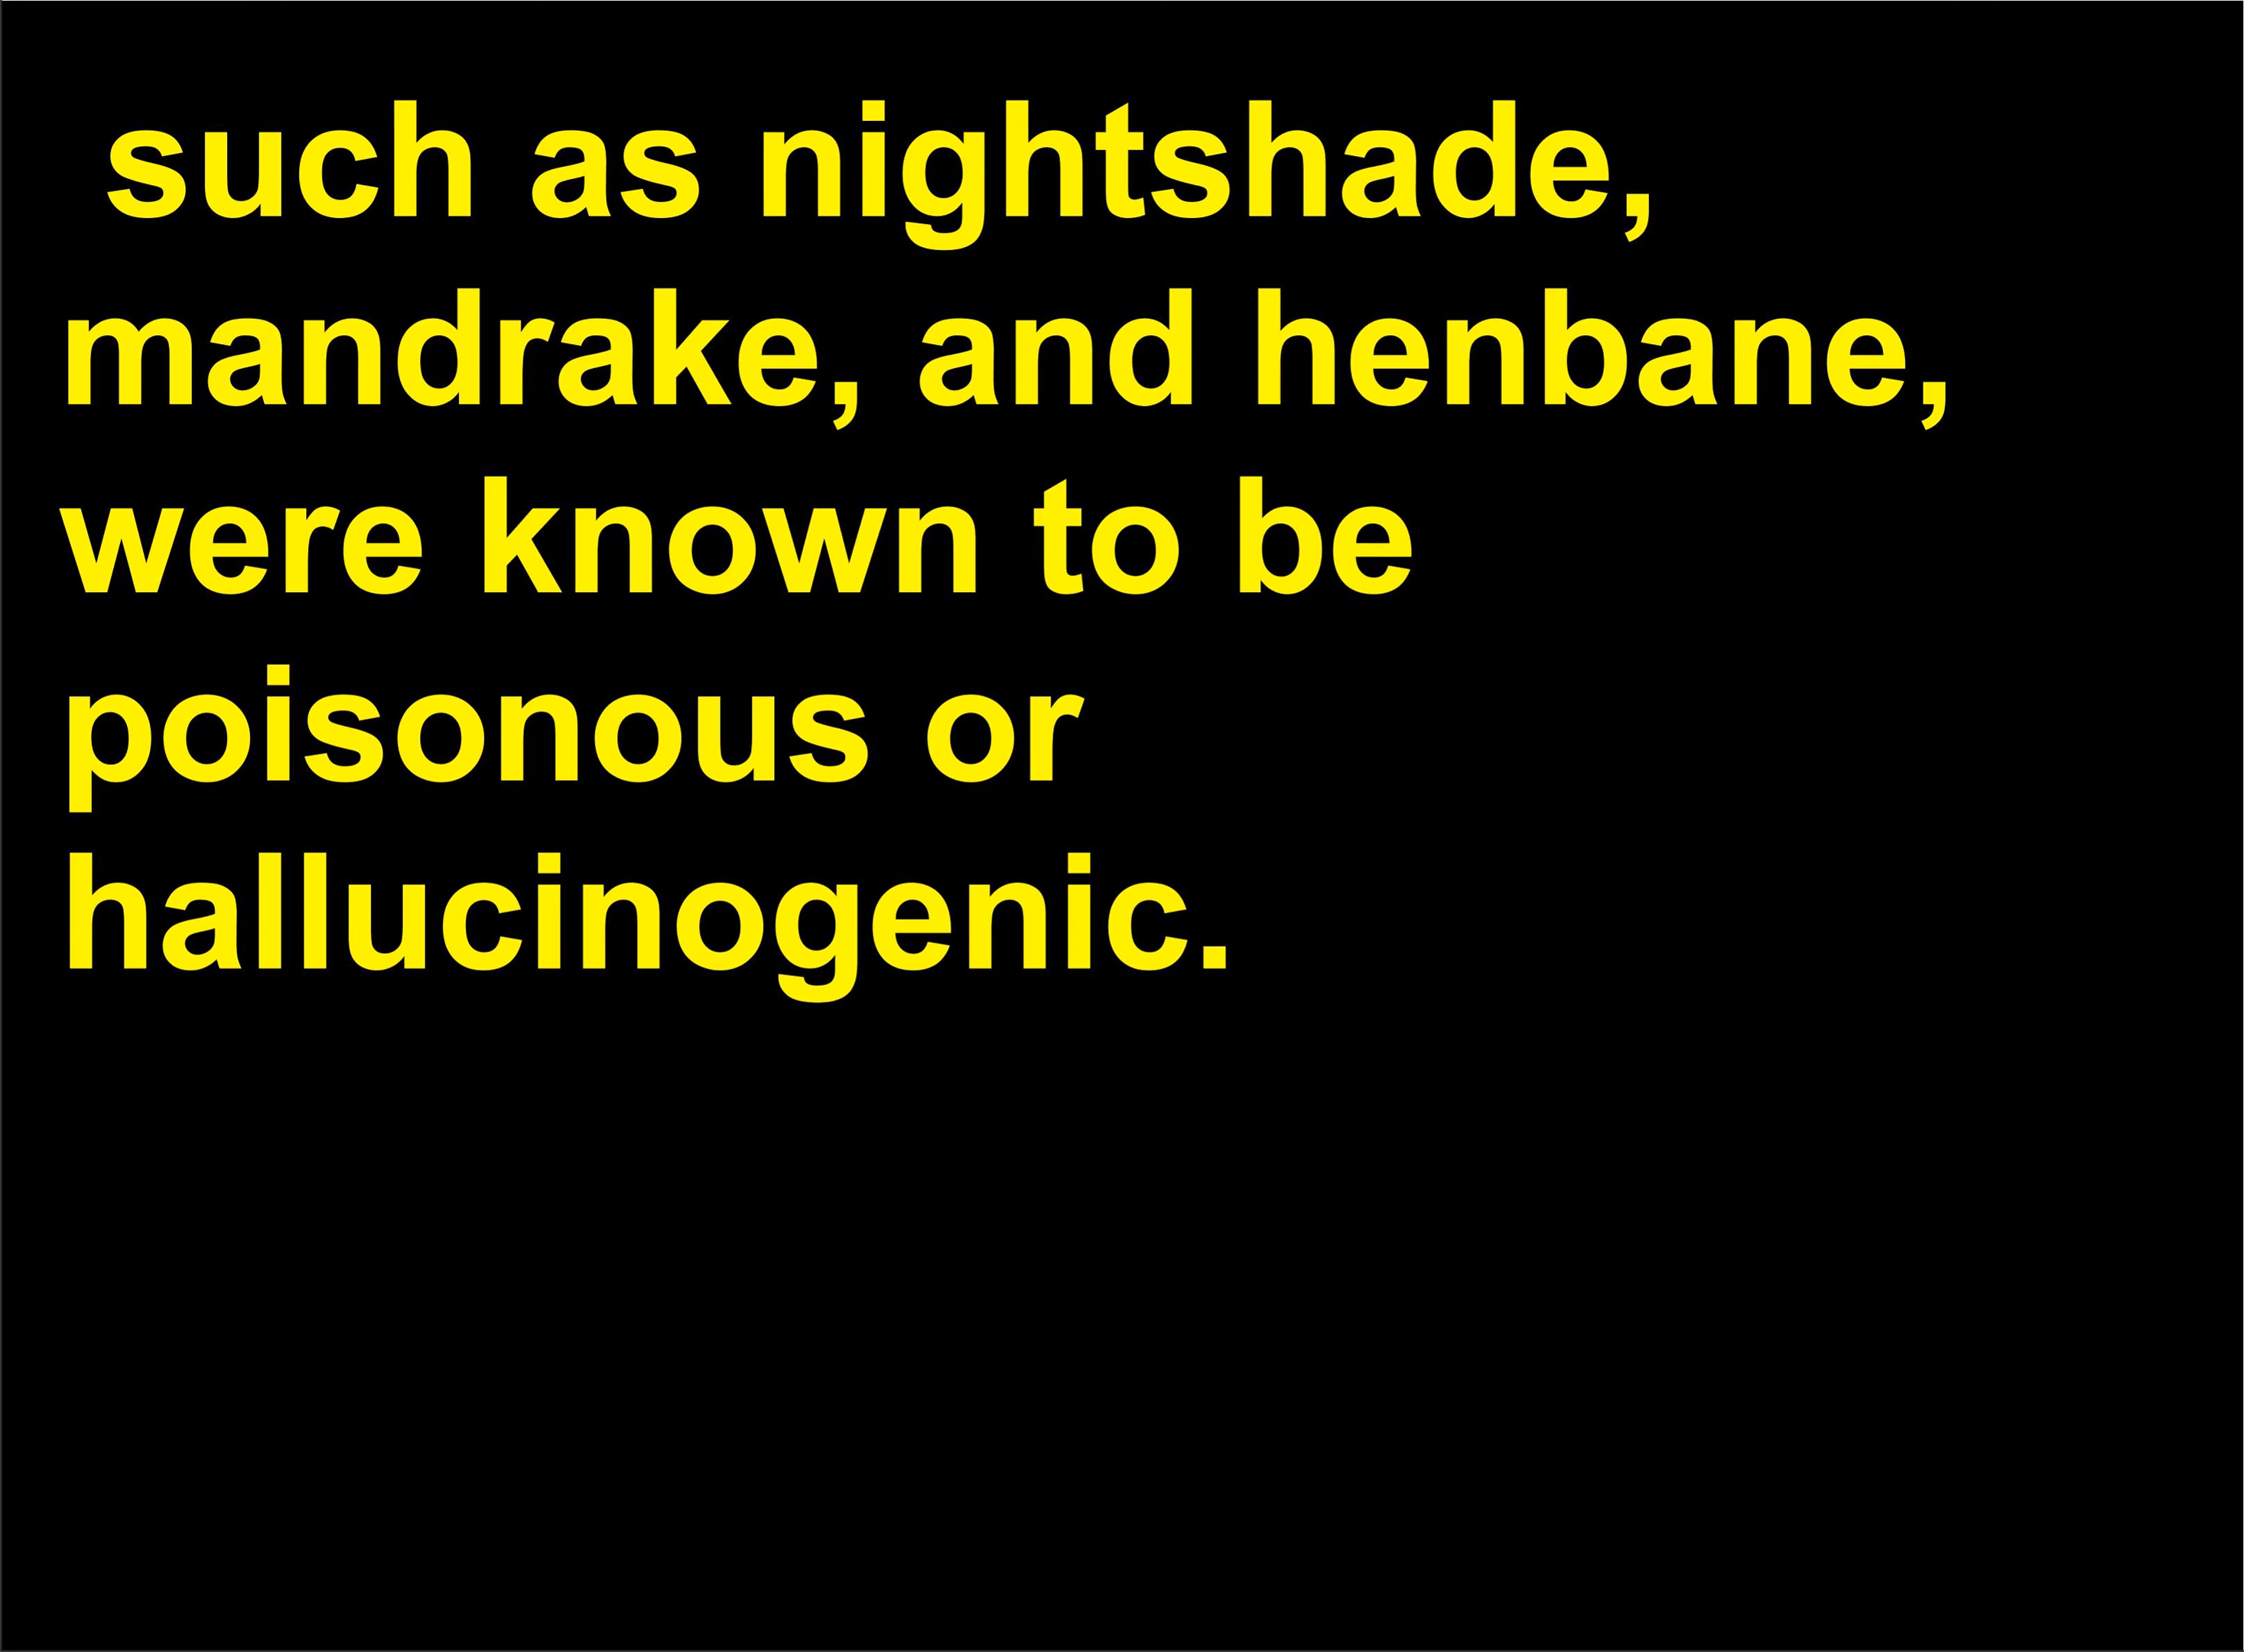 such as nightshade,
mandrake, and henbane,
were known to be
poisonous or
hallucinogenic.